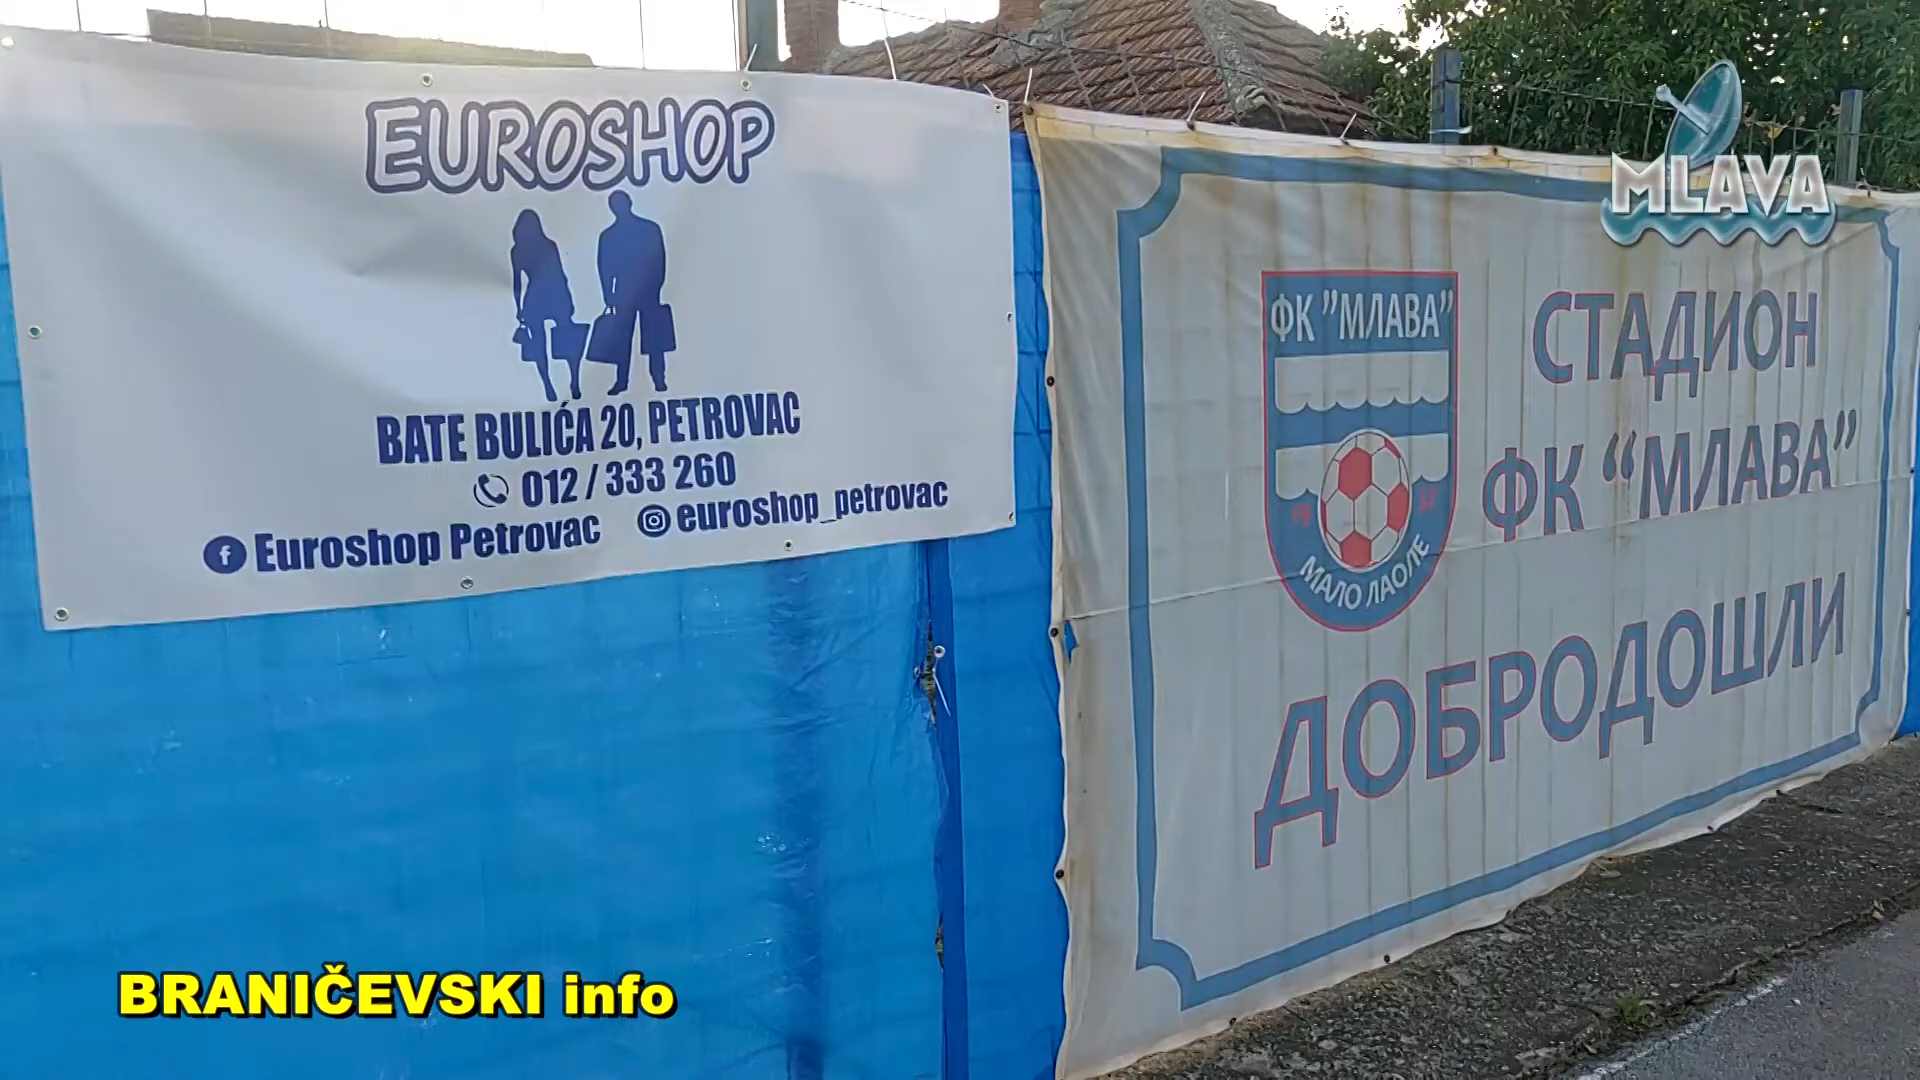 EUROSHOP
BATE BULIĆA 20, PETROVAC
012 / 333 260
Euroshop Petrovac
euroshop_petrovac
MLAVA
ФК ”МЛАВА”
МАЛО ЛАОЛЕ
СТАДИОН
ФК “МЛАВА”
ДОБРОДОШЛИ
BRANIČEVSKI info